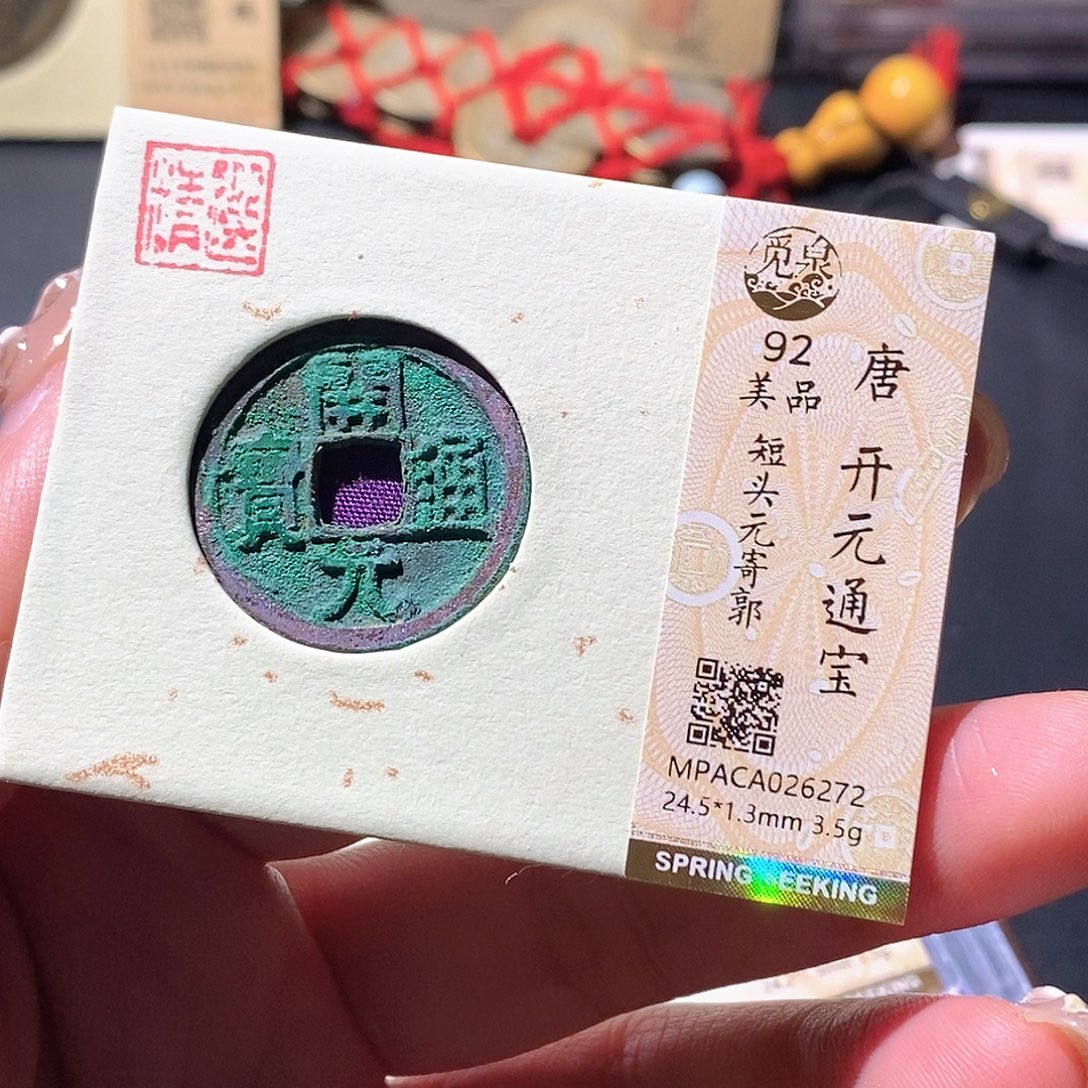 開
通
元
寶
觅泉
92
美品
短头元寄郭
唐 开元通宝
MPACA026272
24.5*1.3mm 3.5g
SPRING EEKING